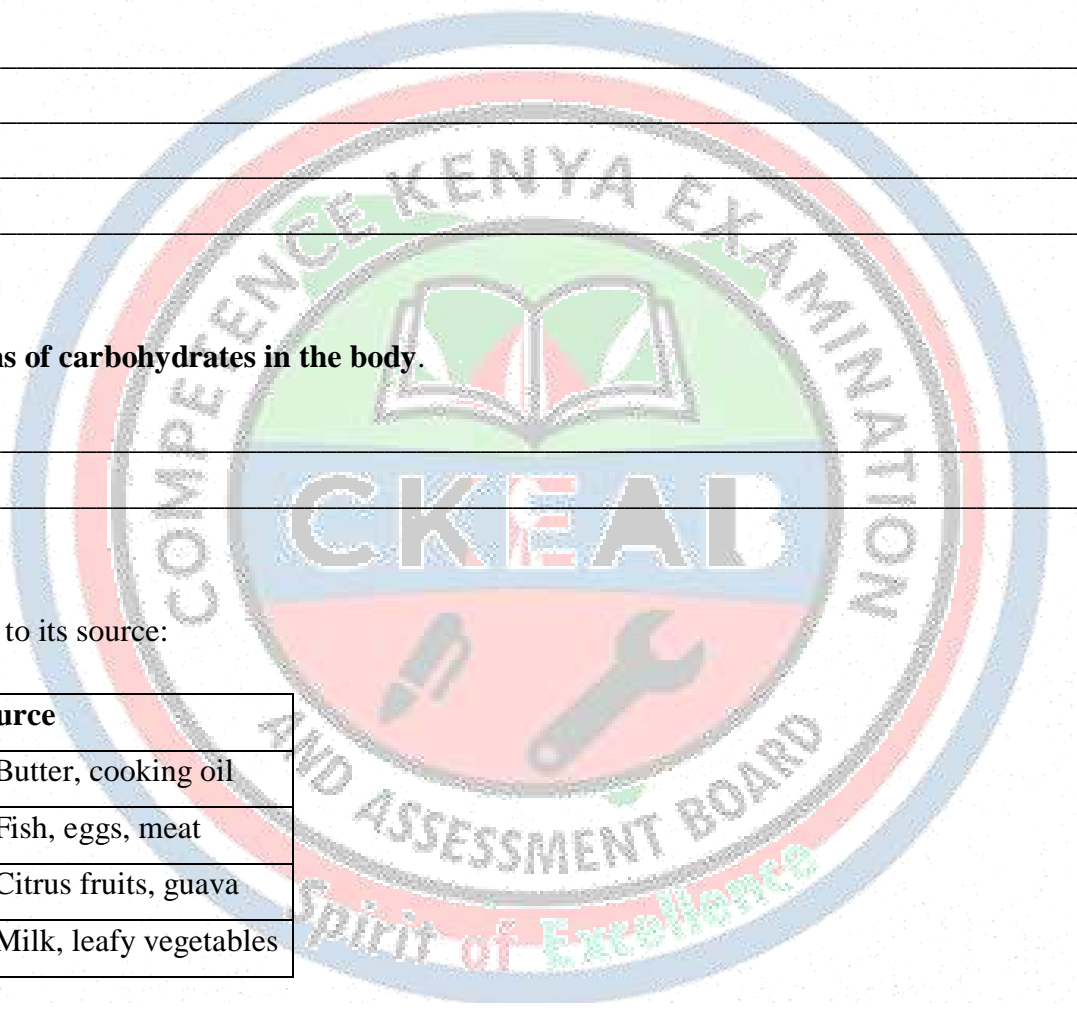 COMPETENCE KENYA EXAMINATION
ns of carbohydrates in the body.
CKEAB
to its source:
urce
Butter, cooking oil
Fish, eggs, meat
Citrus fruits, guava
Milk, leafy vegetables
AND ASSESSMENT BOARD
Spirit of Excellence